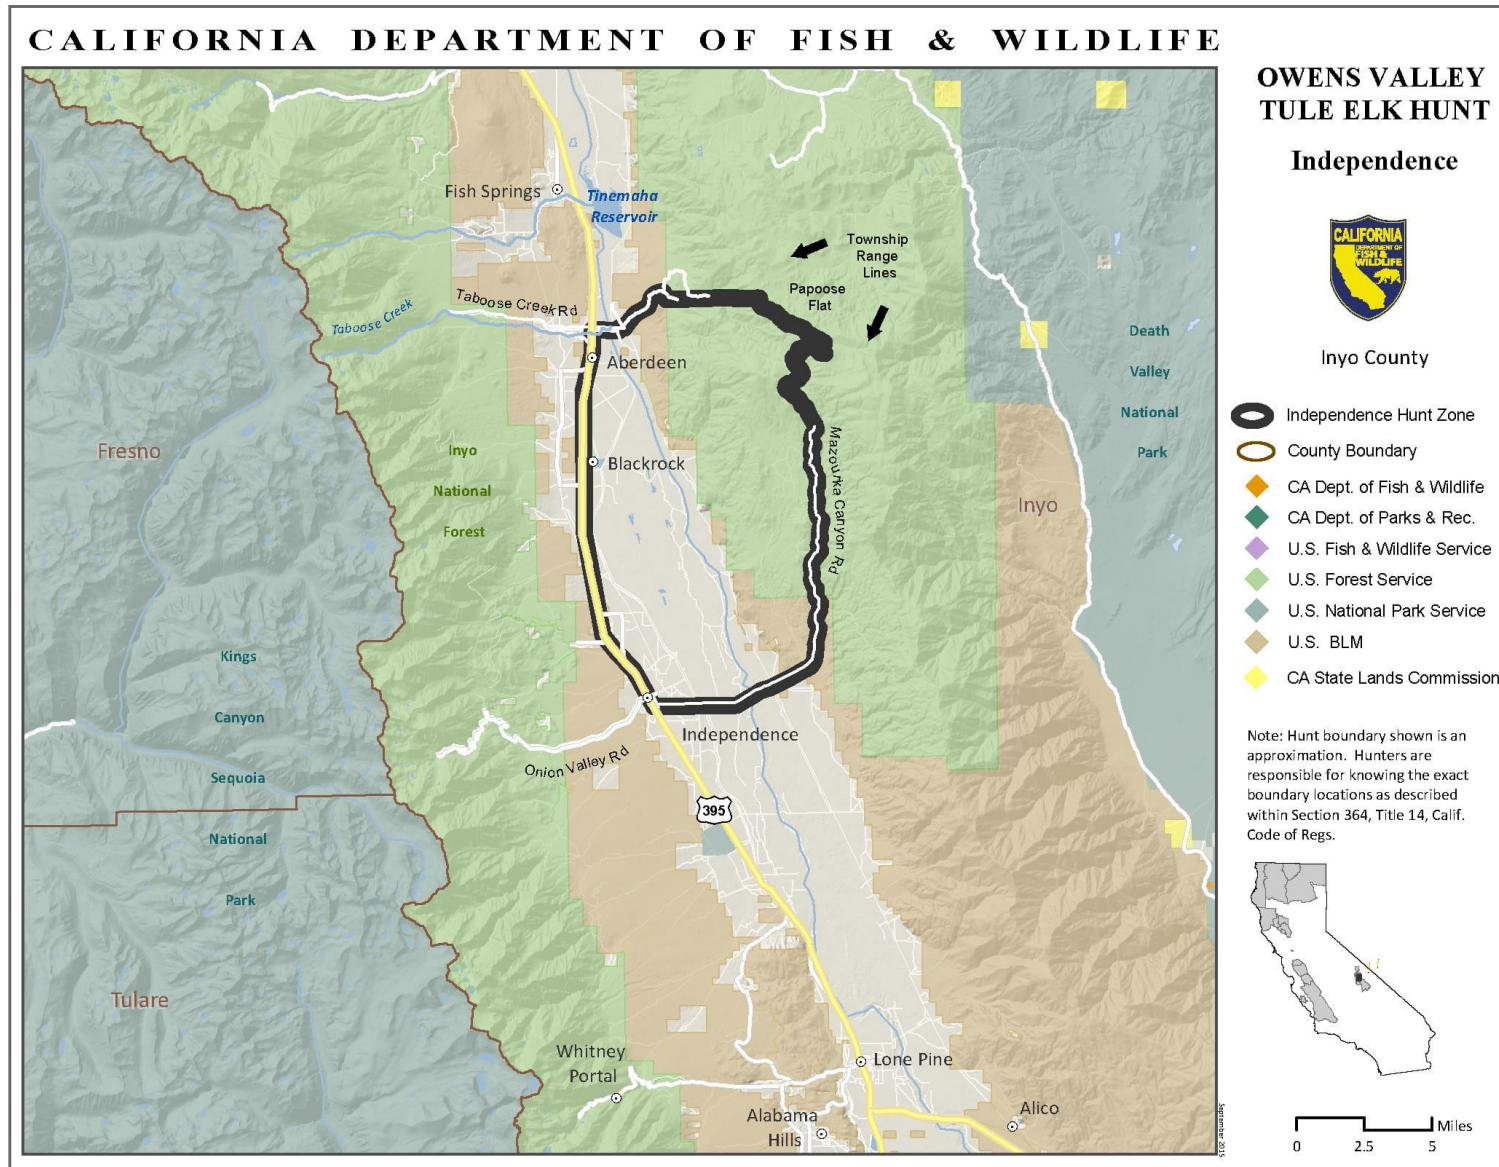 CALIFORNIA DEPARTMENT OF FISH & WILDLIFE
OWENS VALLEY
TULE ELK HUNT
Independence
CALIFORNIA
DEPARTMENT OF
FISH &
WILDLIFE
Inyo County
Independence Hunt Zone
County Boundary
CA Dept. of Fish & Wildlife
CA Dept. of Parks & Rec.
U.S. Fish & Wildlife Service
U.S. Forest Service
U.S. National Park Service
U.S. BLM
CA State Lands Commission
Note: Hunt boundary shown is an
approximation. Hunters are
responsible for knowing the exact
boundary locations as described
within Section 364, Title 14, Calif.
Code of Regs.
Miles
0 2.5 5
Fish Springs
Tinemaha
Reservoir
Township
Range
Lines
Papoose
Flat
Taboose Creek Rd
Taboose Creek
Aberdeen
Death
Valley
National
Park
Fresno
Inyo
National
Forest
Blackrock
Mazourka Canyon Rd
Inyo
Kings
Canyon
Sequoia
National
Park
Independence
Onion Valley Rd
395
Tulare
Whitney
Portal
Lone Pine
Alabama
Hills
Alico
September 2015